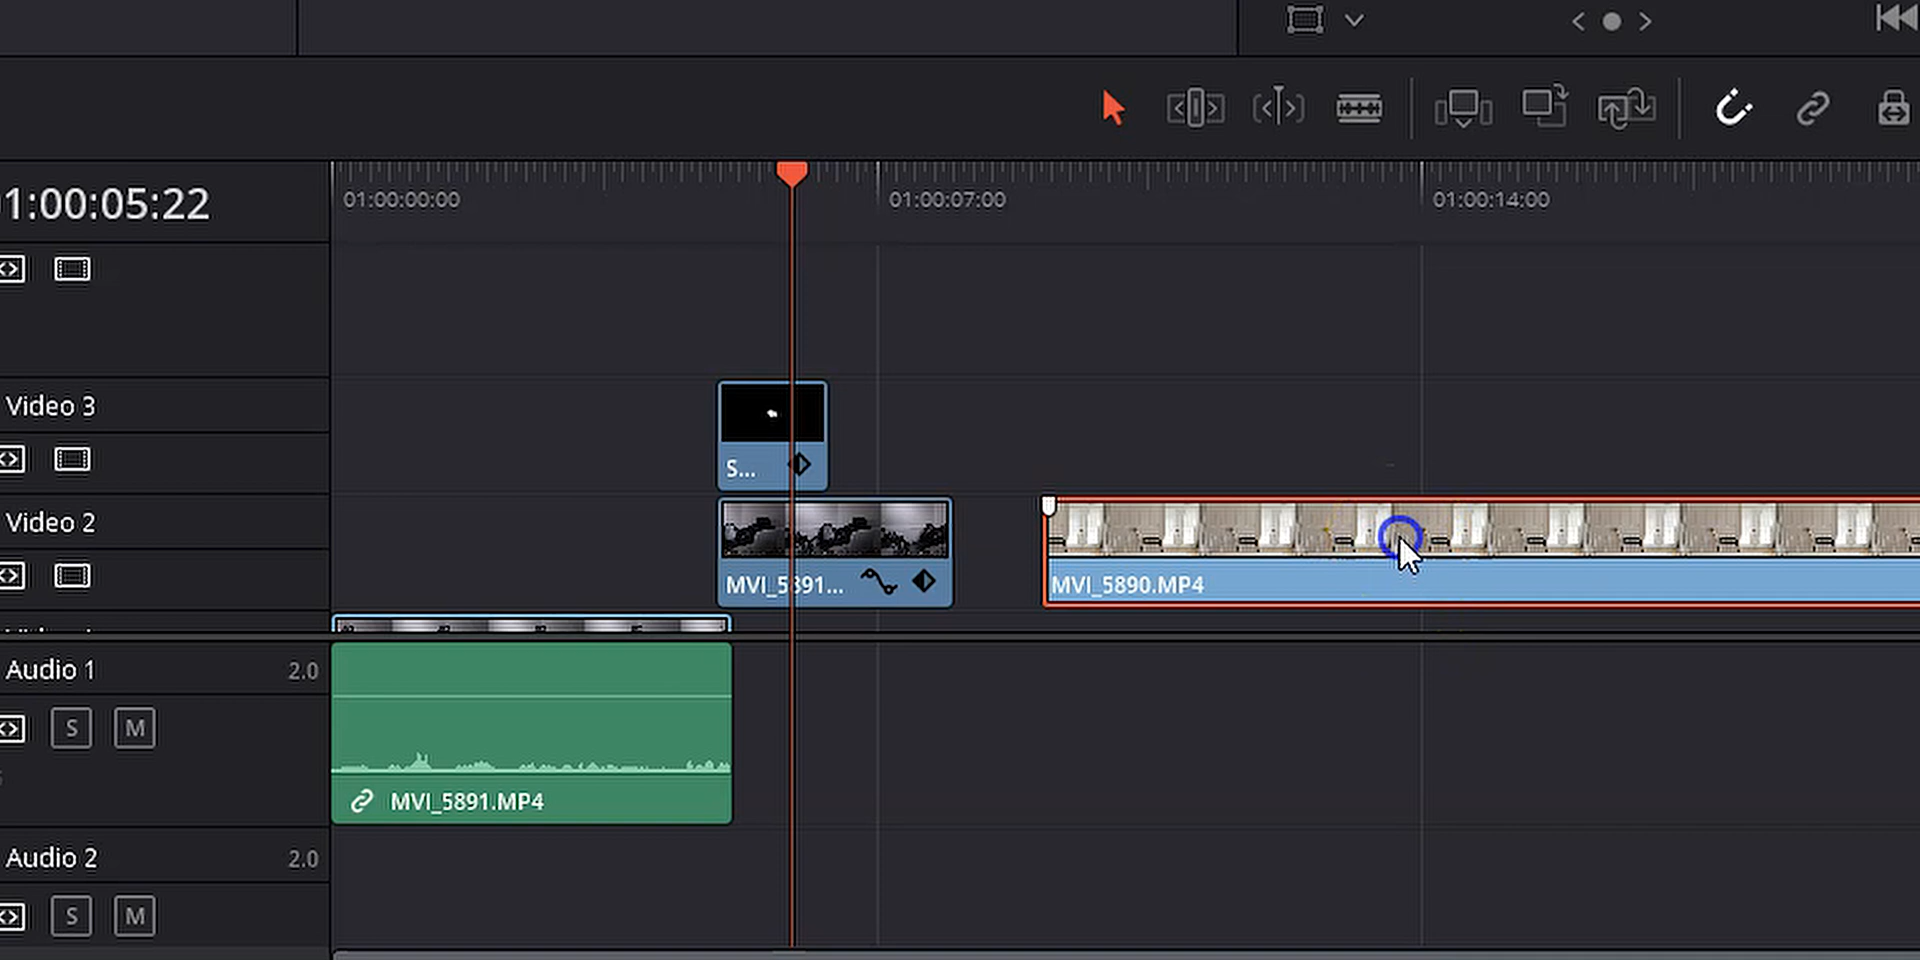 1:00:05:22
01:00:00:00
01:00:07:00
01:00:14:00
Video 3
S...
Video 2
MVI_5891...
MVI_5890.MP4
Audio 1
2.0
S
M
MVI_5891.MP4
Audio 2
2.0
S
M